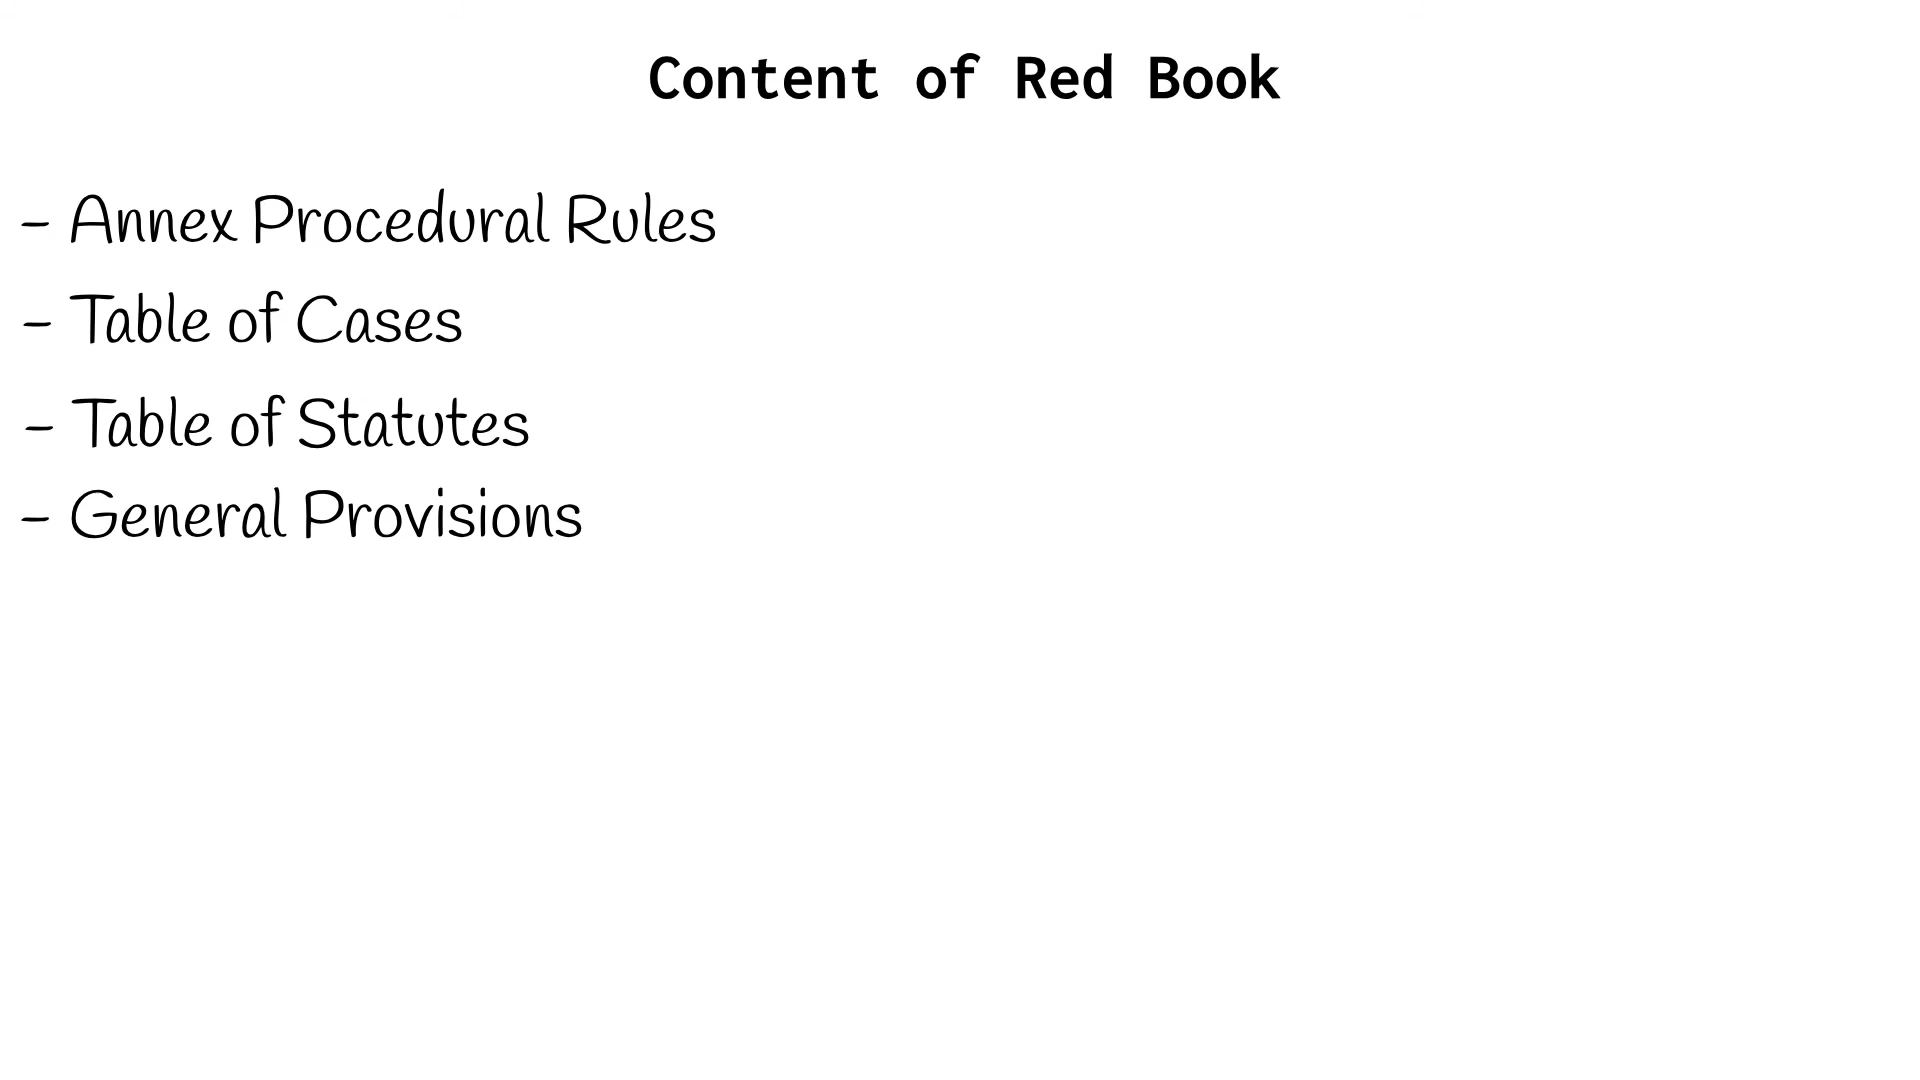 Content of Red Book
- Annex Procedural Rules
- Table of Cases
- Table of Statutes
- General Provisions